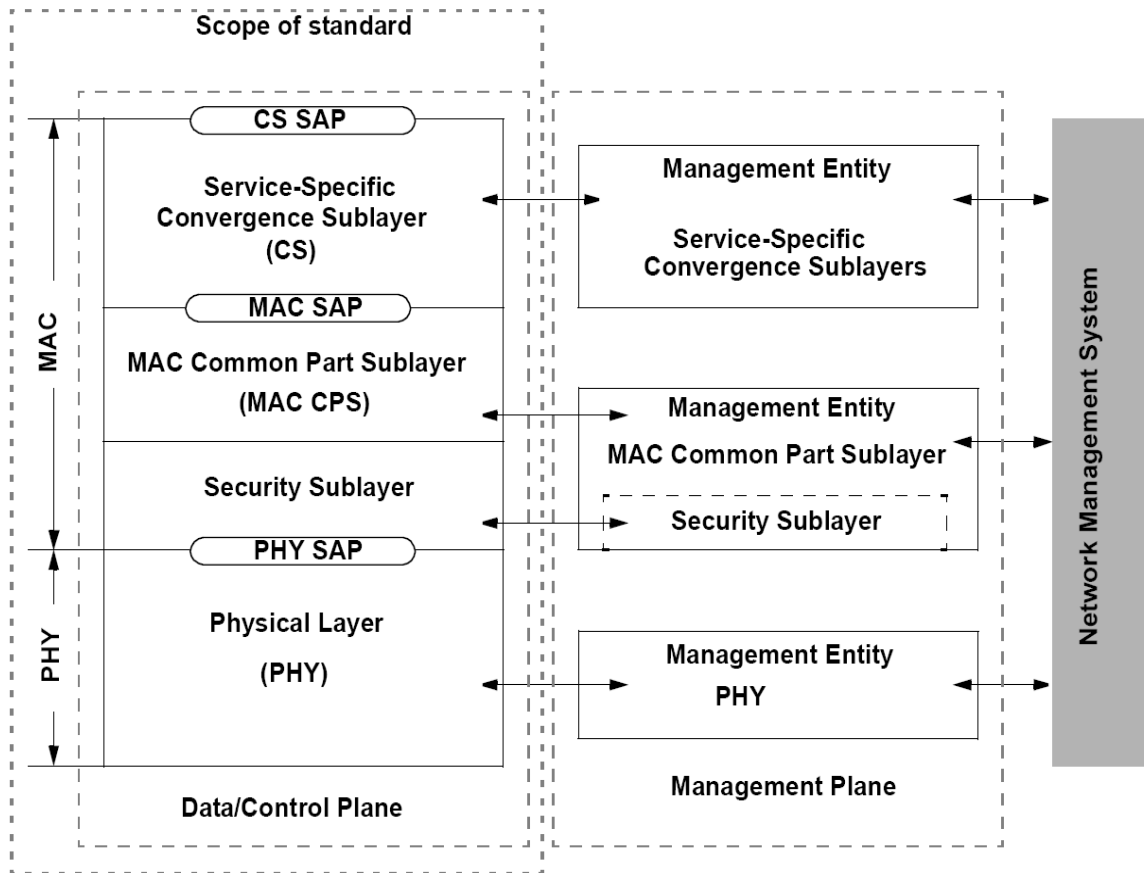 Scope of standard
CS SAP
Service-Specific
Convergence Sublayer
(CS)
MAC SAP
MAC Common Part Sublayer
(MAC CPS)
Security Sublayer
PHY SAP
Physical Layer
(PHY)
Data/Control Plane
MAC
PHY
Management Entity
Service-Specific
Convergence Sublayers
Management Entity
MAC Common Part Sublayer
Security Sublayer
Management Entity
PHY
Management Plane
Network Management System